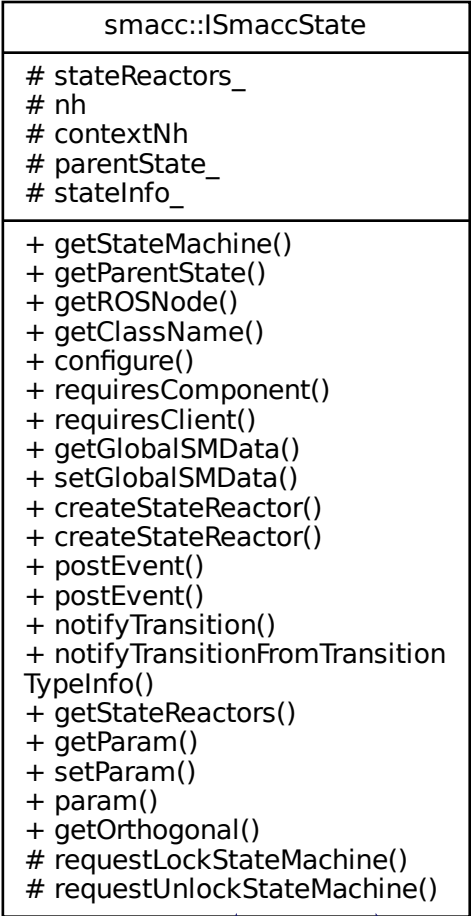 smacc::ISmaccState
# stateReactors_
# nh
# contextNh
# parentState_
# stateInfo_
+ getStateMachine()
+ getParentState()
+ getROSNode()
+ getClassName()
+ configure()
+ requiresComponent()
+ requiresClient()
+ getGlobalSMData()
+ setGlobalSMData()
+ createStateReactor()
+ createStateReactor()
+ postEvent()
+ postEvent()
+ notifyTransition()
+ notifyTransitionFromTransition
TypeInfo()
+ getStateReactors()
+ getParam()
+ setParam()
+ param()
+ getOrthogonal()
# requestLockStateMachine()
# requestUnlockStateMachine()